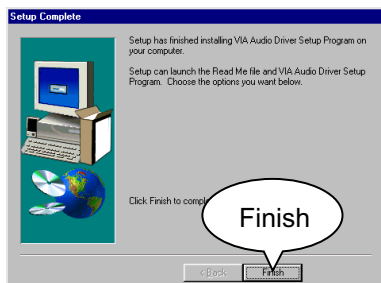 Setup Complete
Setup has finished installing VIA Audio Driver Setup Program on
your computer.
Setup can launch the Read Me file and VIA Audio Driver Setup
Program. Choose the options you want below.
Click Finish to
Finish
< Back
Finish